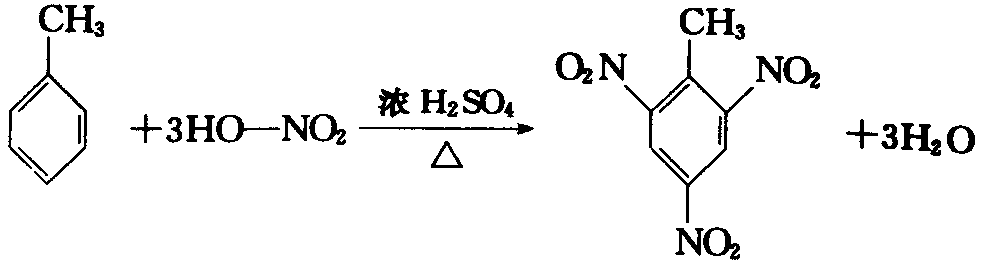 CH₃
+3HO—NO₂
浓 H₂SO₄
△
CH₃
O₂N
NO₂
NO₂
+3H₂O